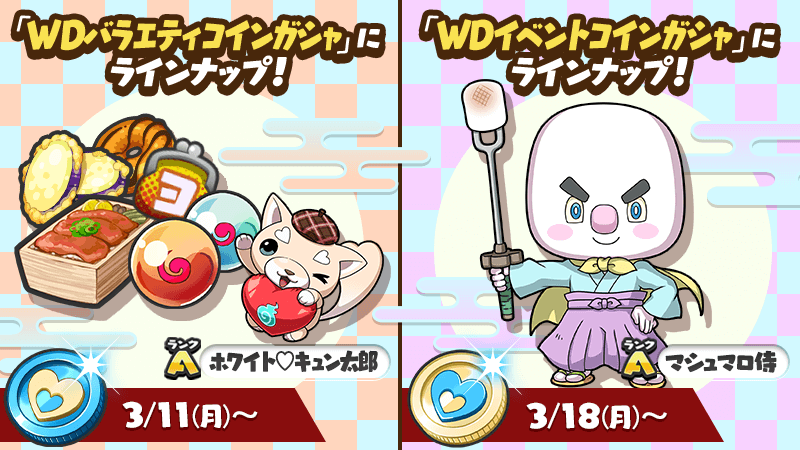 「WDバラエティコインガシャ」に
ラインナップ!
コ
ランク
A
ホワイト♡キュン太郎
3/11(月)〜
「WDイベントコインガシャ」に
ラインナップ!
ランク
A
マシュマロ侍
3/18(月)〜